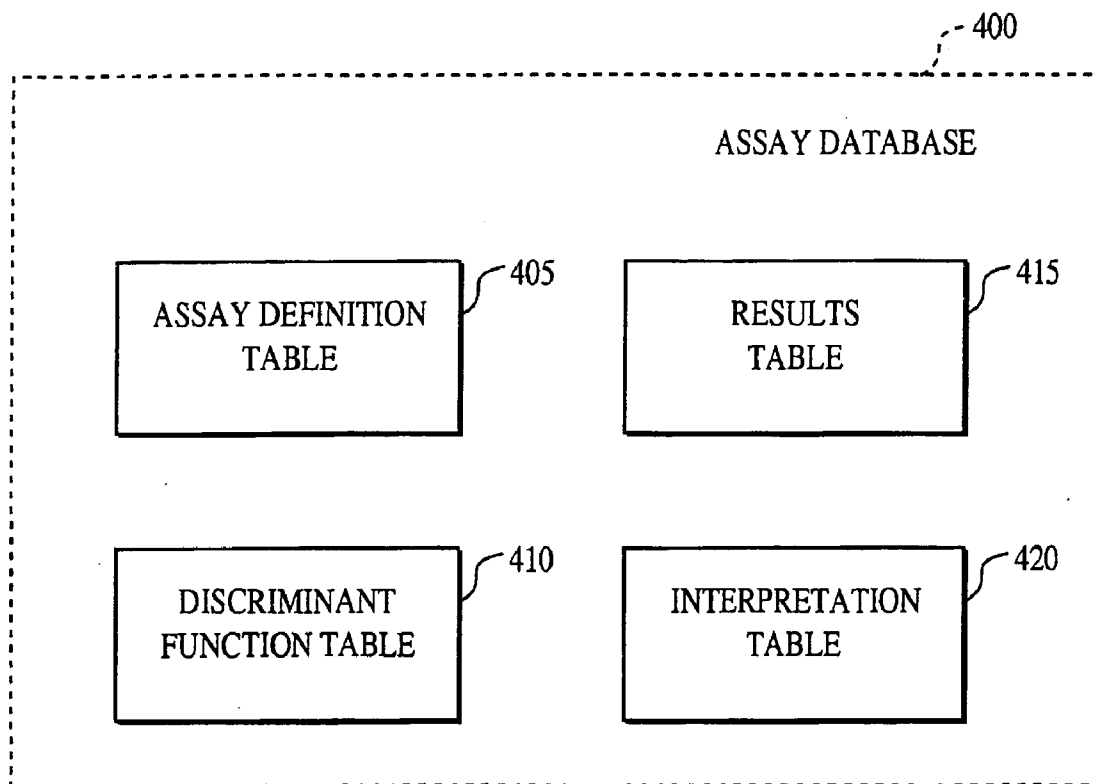 400
ASSAY DATABASE
405
ASSAY DEFINITION
TABLE
415
RESULTS
TABLE
410
DISCRIMINANT
FUNCTION TABLE
420
INTERPRETATION
TABLE